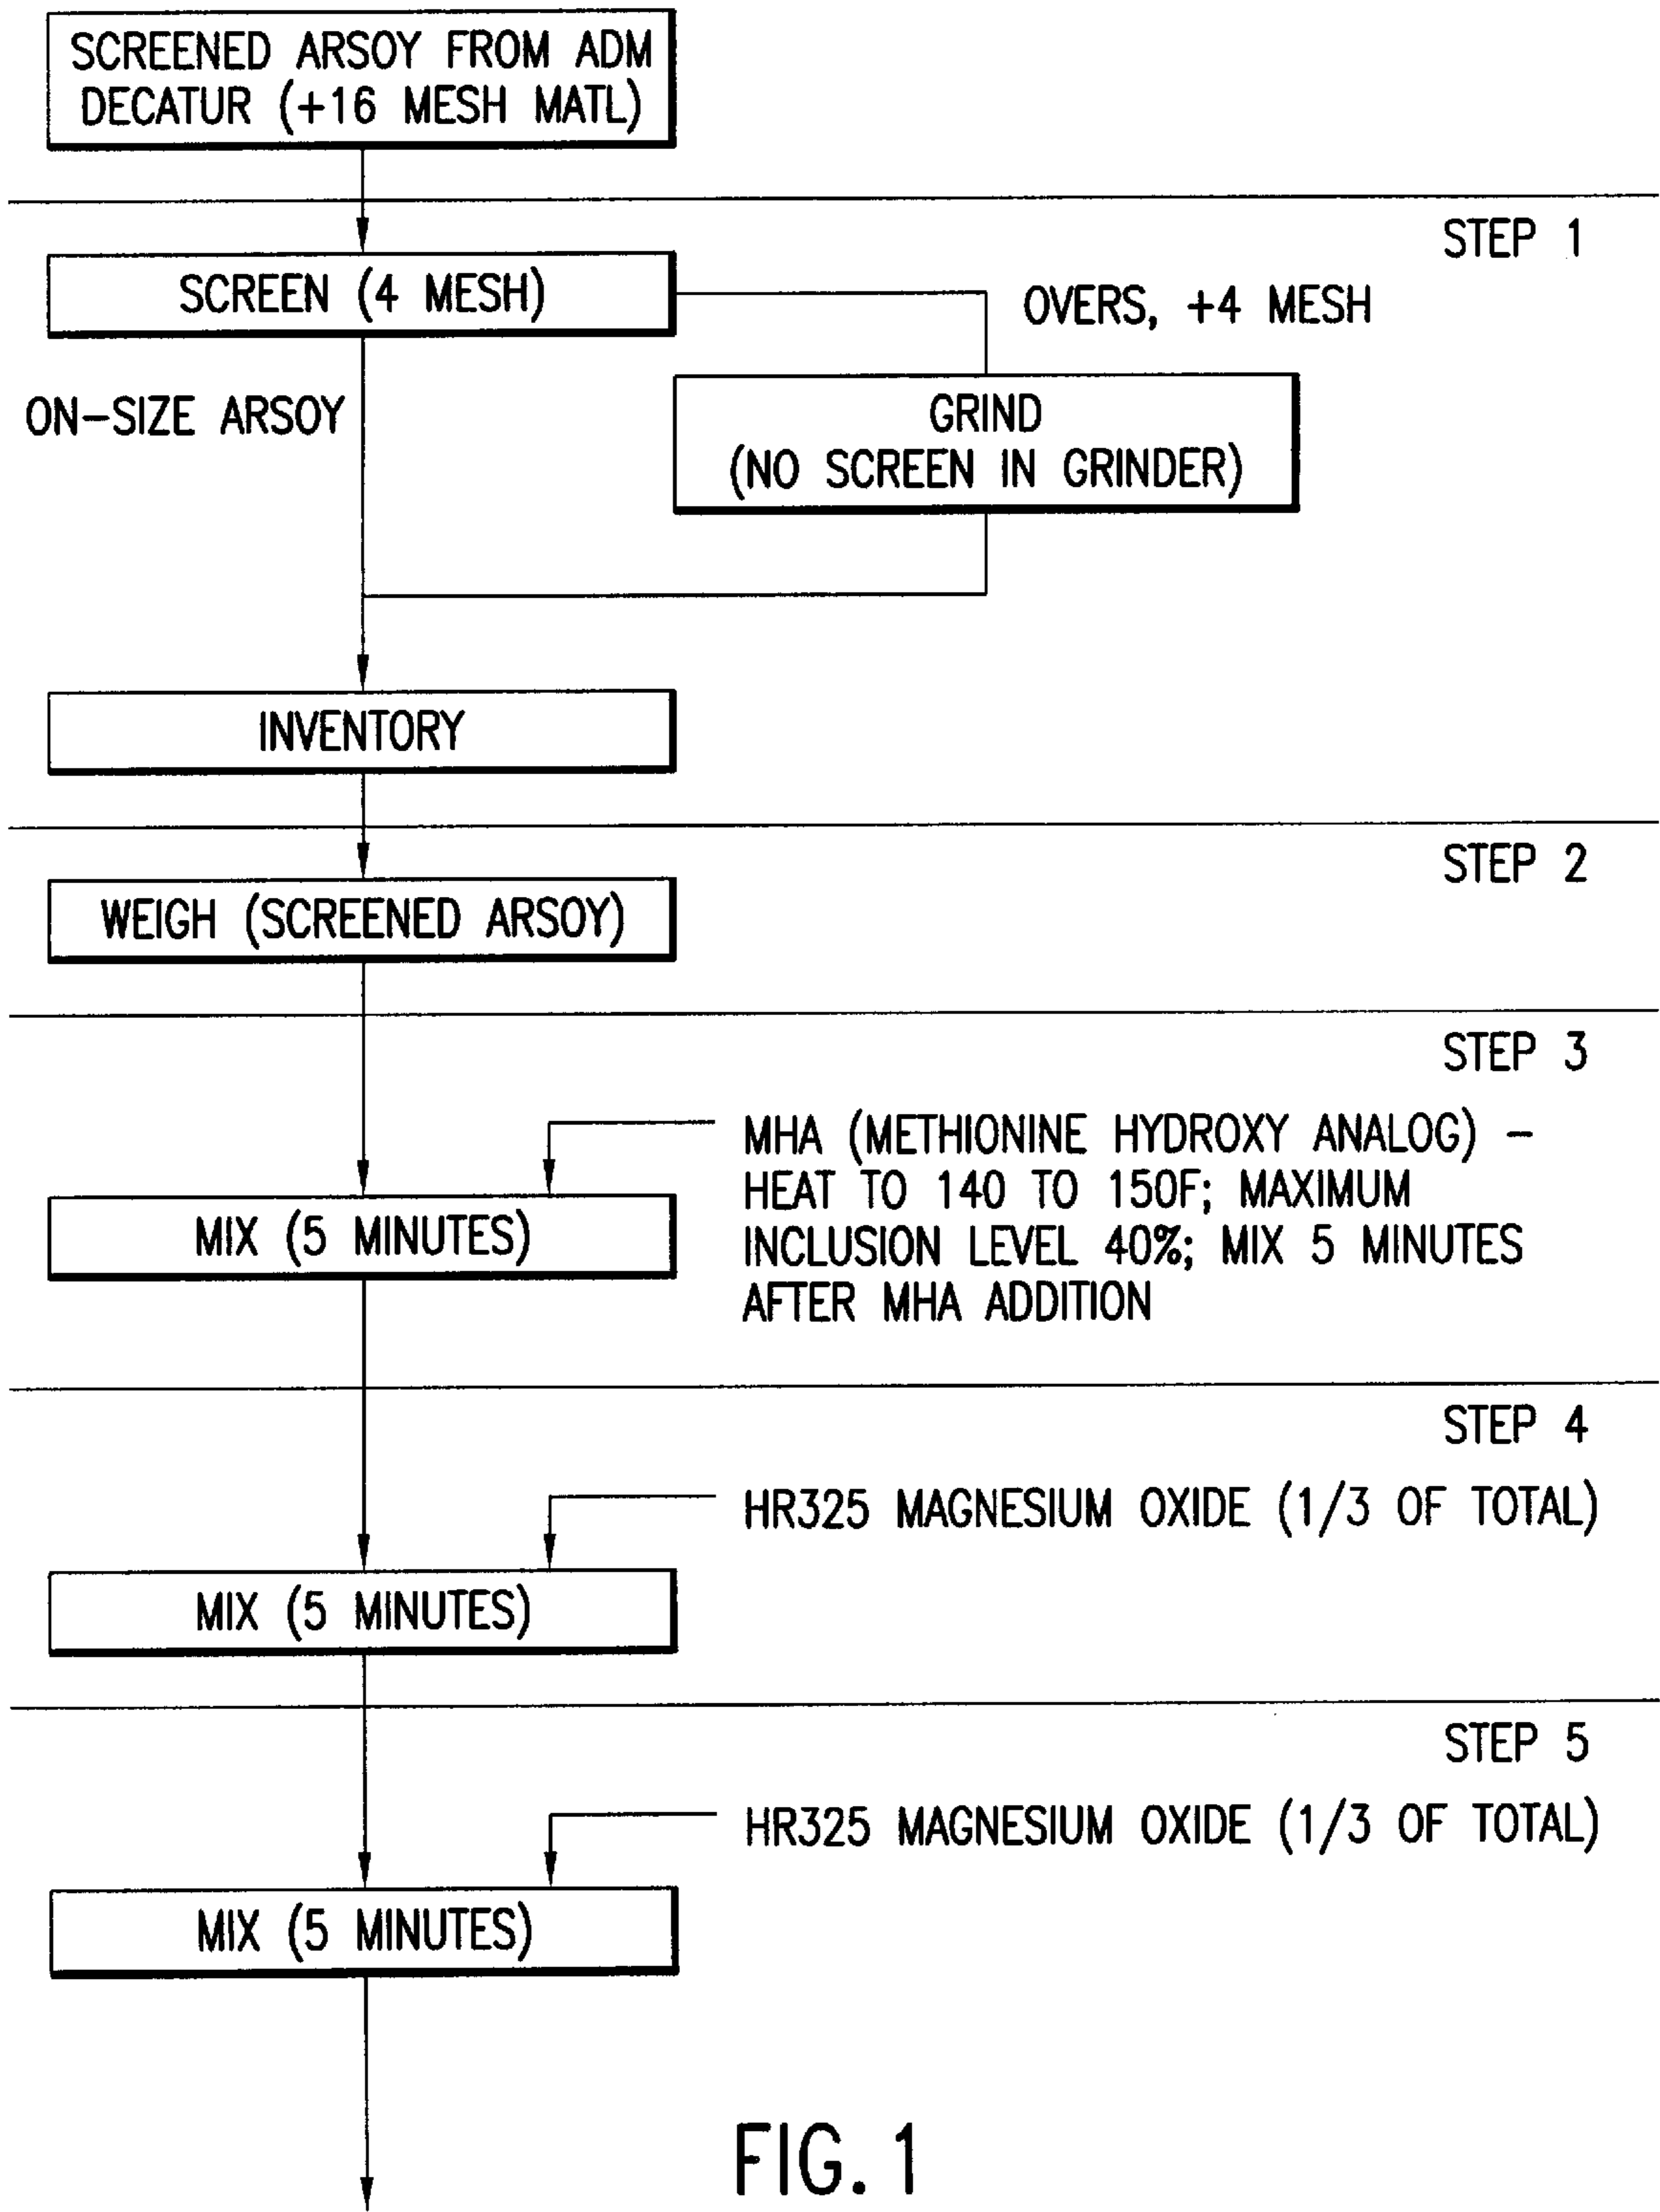 SCREENED ARSOY FROM ADM
DECATUR (+16 MESH MATL)
STEP 1
SCREEN (4 MESH)
OVERS, +4 MESH
ON-SIZE ARSOY
GRIND
(NO SCREEN IN GRINDER)
INVENTORY
STEP 2
WEIGH (SCREENED ARSOY)
STEP 3
MHA (METHIONINE HYDROXY ANALOG) –
HEAT TO 140 TO 150F; MAXIMUM
INCLUSION LEVEL 40%; MIX 5 MINUTES
AFTER MHA ADDITION
MIX (5 MINUTES)
STEP 4
HR325 MAGNESIUM OXIDE (1/3 OF TOTAL)
MIX (5 MINUTES)
STEP 5
HR325 MAGNESIUM OXIDE (1/3 OF TOTAL)
MIX (5 MINUTES)
FIG. 1